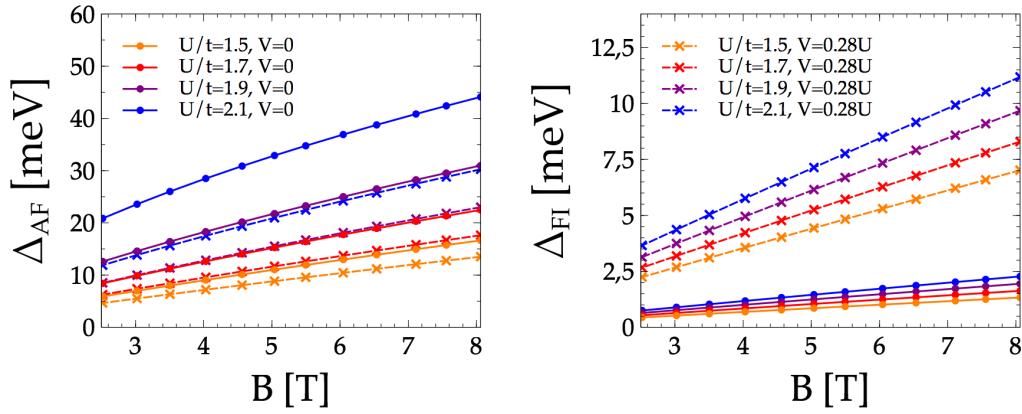 60
50
40
30
20
10
0
Δ_AF [meV]
U/t=1.5, V=0
U/t=1.7, V=0
U/t=1.9, V=0
U/t=2.1, V=0
3 4 5 6 7 8
B [T]
12,5
10
7,5
5
2,5
0
Δ_FI [meV]
U/t=1.5, V=0.28U
U/t=1.7, V=0.28U
U/t=1.9, V=0.28U
U/t=2.1, V=0.28U
3 4 5 6 7 8
B [T]